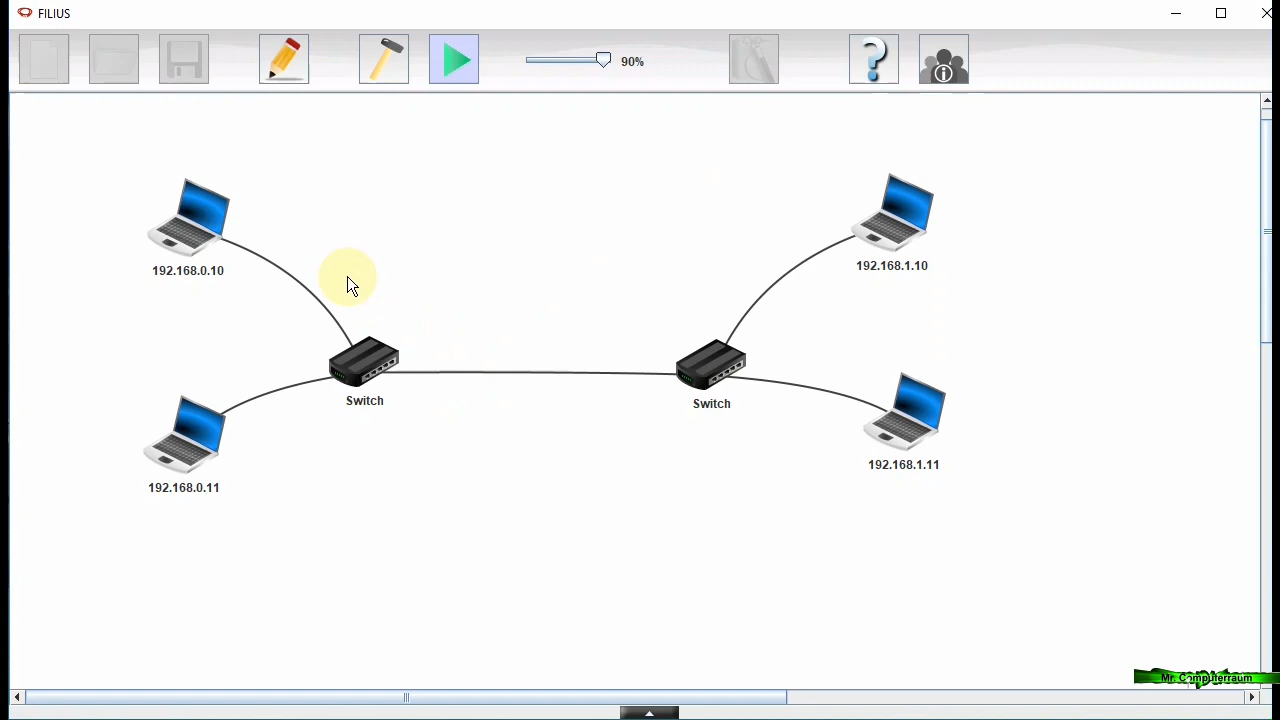 FILIUS
90%
192.168.0.10
192.168.1.10
Switch
Switch
192.168.0.11
192.168.1.11
Mr. Computerraum